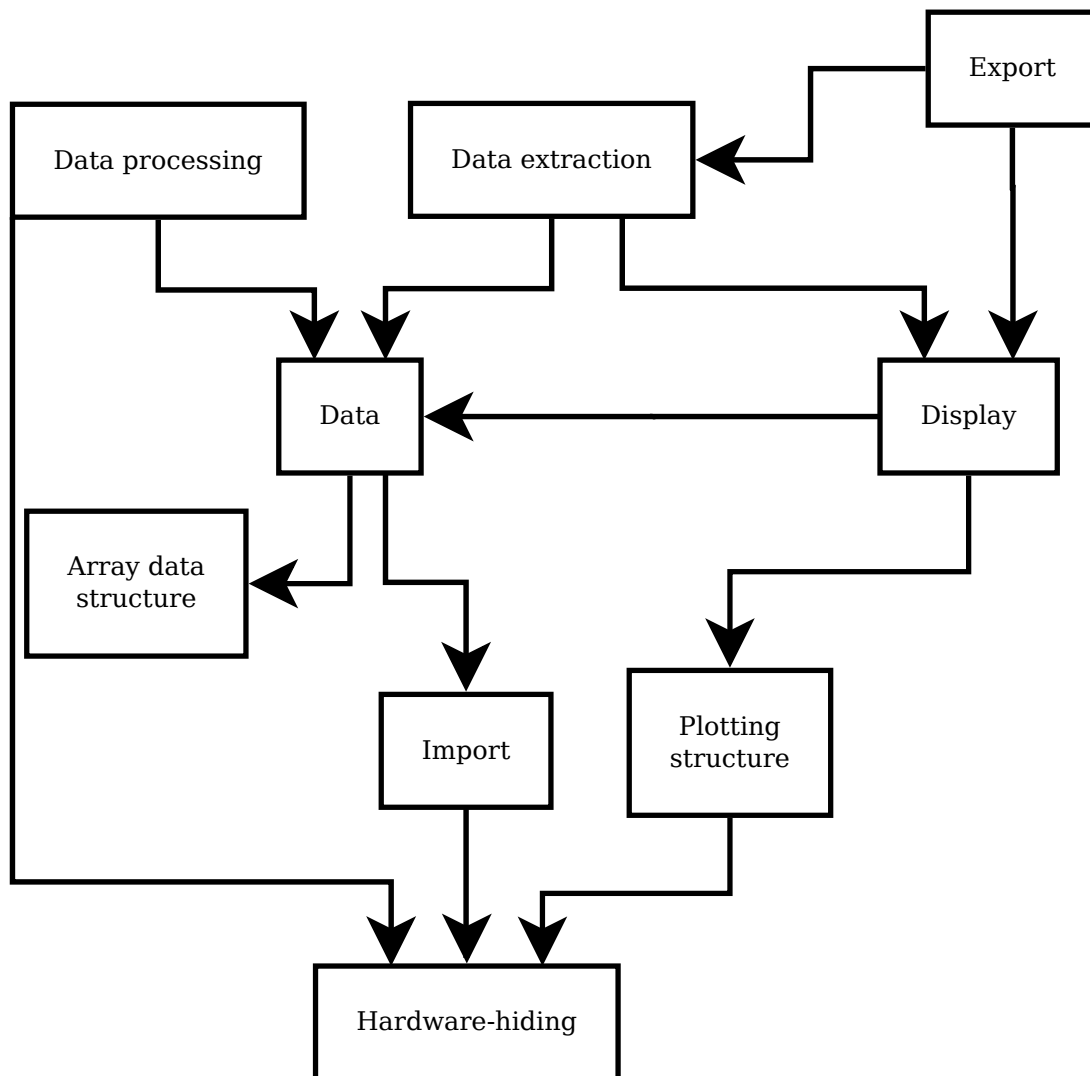 Export
Data processing
Data extraction
Data
Display
Array data
structure
Import
Plotting
structure
Hardware-hiding